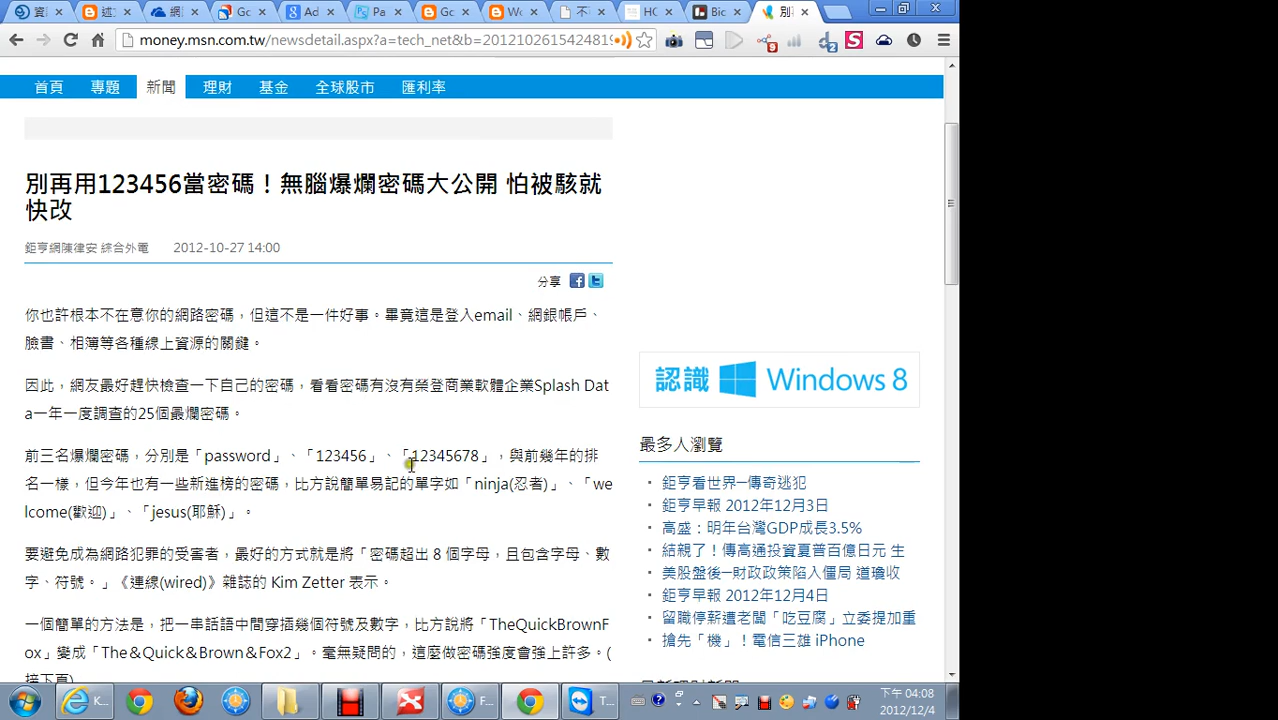 資
述
網
Gc
Ad
Pa
Gc
Wo
不
HC
Bic
別
money.msn.com.tw/newsdetail.aspx?a=tech_net&b=2012102615424819
首頁 專題 新聞 理財 基金 全球股市 匯利率
別再用123456當密碼！無腦爆爛密碼大公開 怕被駭就
快改
鉅亨網陳律安 綜合外電 2012-10-27 14:00
分享
你也許根本不在意你的網路密碼，但這不是一件好事。畢竟這是登入email、網銀帳戶、
臉書、相簿等各種線上資源的關鍵。
因此，網友最好趕快檢查一下自己的密碼，看看密碼有沒有榮登商業軟體企業Splash Dat
a一年一度調查的25個最爛密碼。
前三名爆爛密碼，分別是「password」、「123456」、「12345678」，與前幾年的排
名一樣，但今年也有一些新進榜的密碼，比方說簡單易記的單字如「ninja(忍者)」、「we
lcome(歡迎)」、「jesus(耶穌)」。
要避免成為網路犯罪的受害者，最好的方式就是將「密碼超出 8 個字母，且包含字母、數
字、符號。」《連線(wired)》雜誌的 Kim Zetter 表示。
一個簡單的方法是，把一串話語中間穿插幾個符號及數字，比方說將「TheQuickBrownF
ox」變成「The&Quick&Brown&Fox2」。毫無疑問的，這麼做密碼強度會強上許多。(
接下頁)
認識 Windows 8
最多人瀏覽
鉅亨看世界─傳奇逃犯
鉅亨早報 2012年12月3日
高盛：明年台灣GDP成長3.5%
結親了！傳高通投資夏普百億日元 生
美股盤後─財政政策陷入僵局 道瓊收
鉅亨早報 2012年12月4日
留職停薪遭老闆「吃豆腐」立委提加重
搶先「機」！電信三雄 iPhone
K...
F...
T...
下午 04:08
2012/12/4